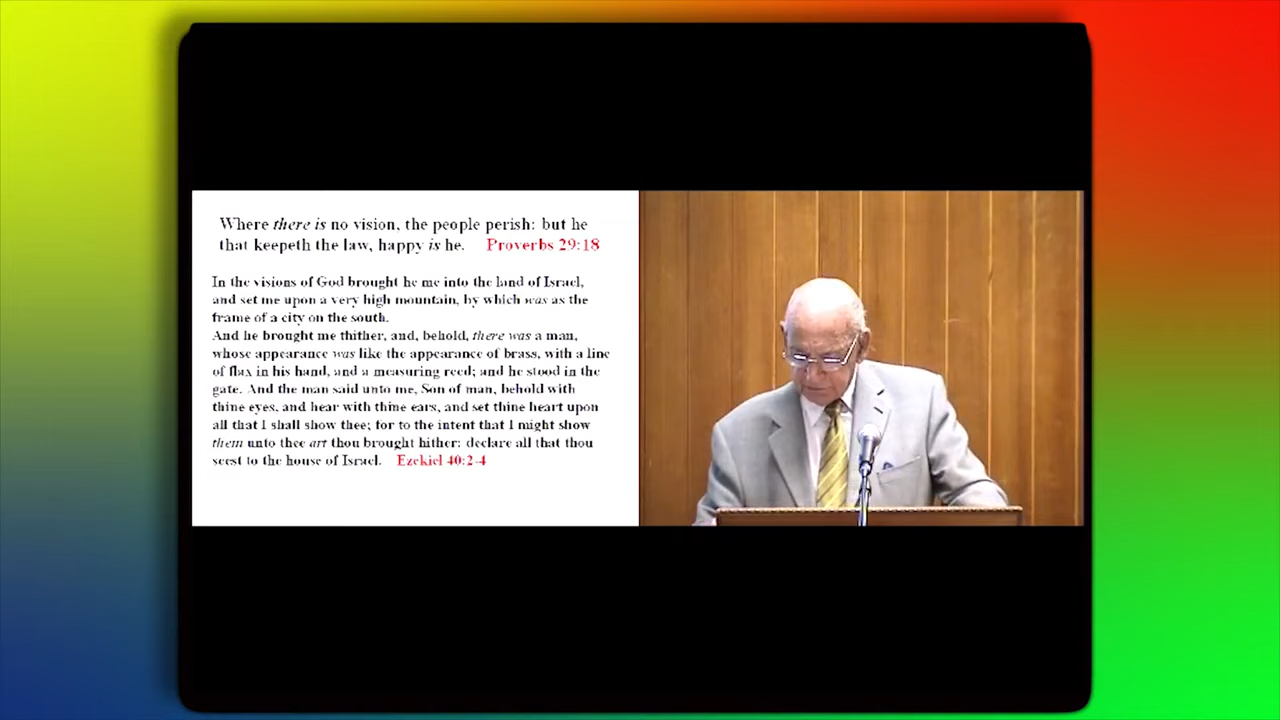 Where there is no vision, the people perish: but he
that keepeth the law, happy is he. Proverbs 29:18
In the visions of God brought he me into the land of Israel,
and set me upon a very high mountain, by which was as the
frame of a city on the south.
And he brought me thither, and, behold, there was a man,
whose appearance was like the appearance of brass, with a line
of flax in his hand, and a measuring reed; and he stood in the
gate. And the man said unto me, Son of man, behold with
thine eyes, and hear with thine ears, and set thine heart upon
all that I shall show thee; for to the intent that I might show
them unto thee art thou brought hither: declare all that thou
seest to the house of Israel. Ezekiel 40:2-4